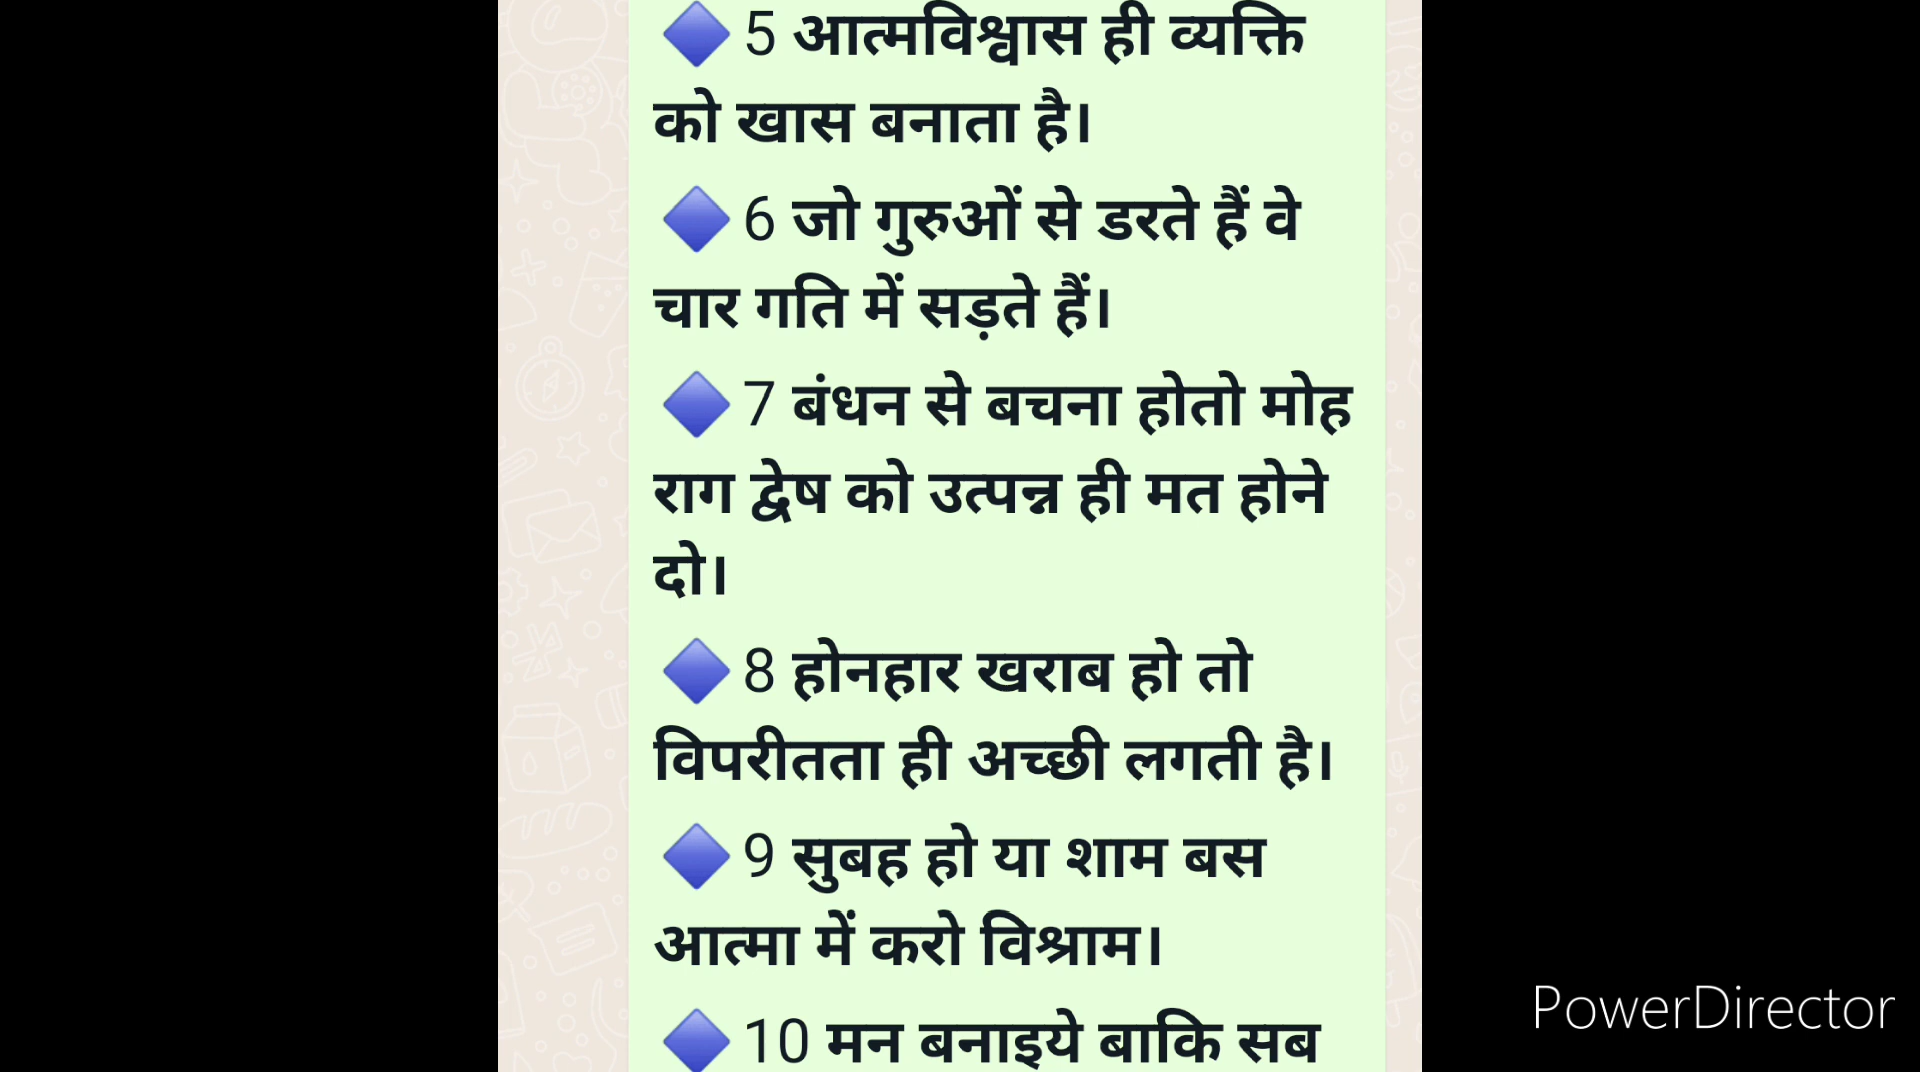 🔷 5 आत्मविश्वास ही व्यक्ति
को खास बनाता है।
🔷 6 जो गुरुओं से डरते हैं वे
चार गति में सड़ते हैं।
🔷 7 बंधन से बचना होतो मोह
राग द्वेष को उत्पन्न ही मत होने
दो।
🔷 8 होनहार खराब हो तो
विपरीतता ही अच्छी लगती है।
🔷 9 सुबह हो या शाम बस
आत्मा में करो विश्राम।
🔷 10 मन बनाइये बाकि सब
PowerDirector